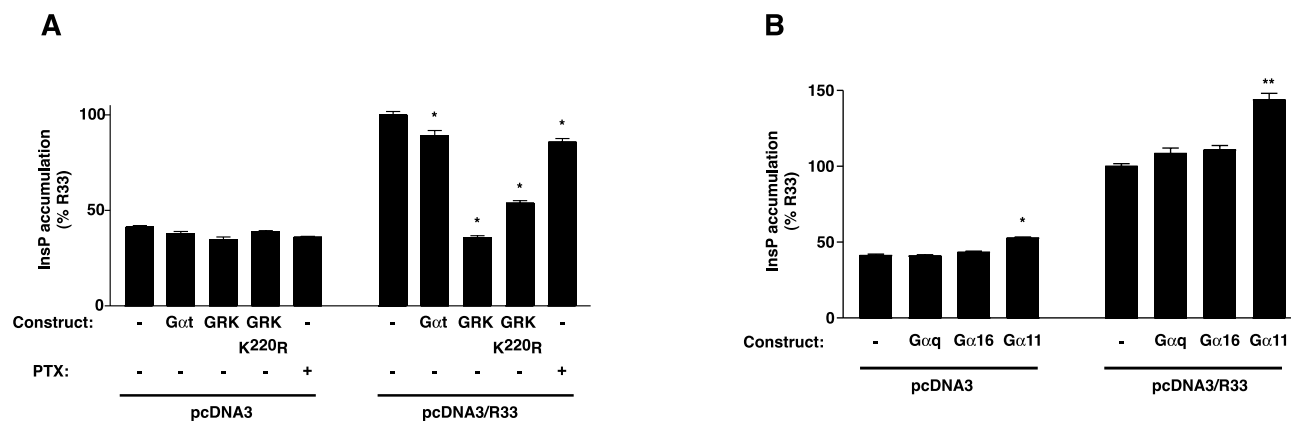 A
InsP accumulation
(% R33)
100
50
0
Construct: - Gαt GRK GRK - - Gαt GRK GRK -
K220R K220R
PTX: - - - - + - - - - +
pcDNA3 pcDNA3/R33
* * * *
B
InsP accumulation
(% R33)
150
100
50
0
* **
Construct: - Gαq Gα16 Gα11 - Gαq Gα16 Gα11
pcDNA3 pcDNA3/R33